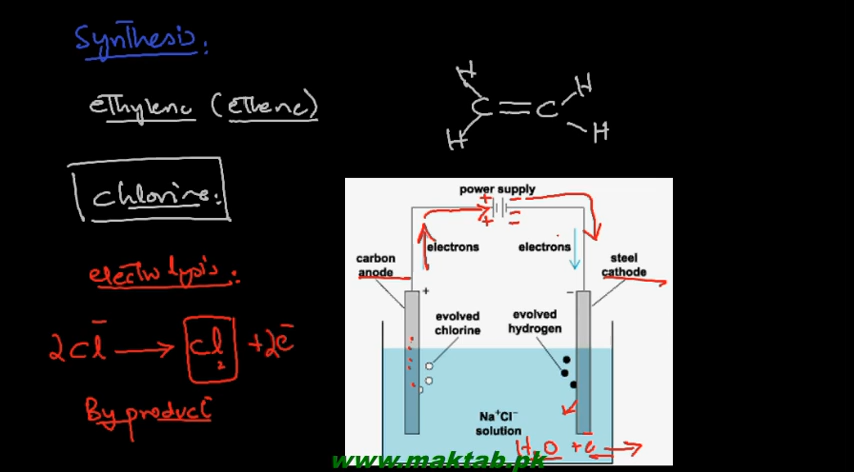 Synthesis:
ethylene (ethene)
H
H
C = C
H
H
Chlorine:
power supply
+ =
+ =
electrons
electrons
carbon
anode
steel
cathode
+
−
evolved
chlorine
evolved
hydrogen
electrolysis:
2Cl⁻ → Cl₂ + 2e⁻
By product
Na⁺Cl⁻
solution
H₂O + e →
www.maktab.pk